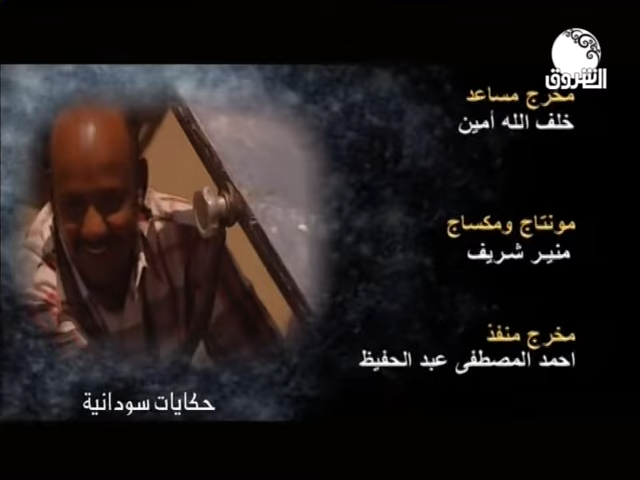 الشروق
مخرج مساعد
خلف الله أمين
مونتاج ومكساج
منير شريف
مخرج منفذ
احمد المصطفى عبد الحفيظ
حكايات سودانية